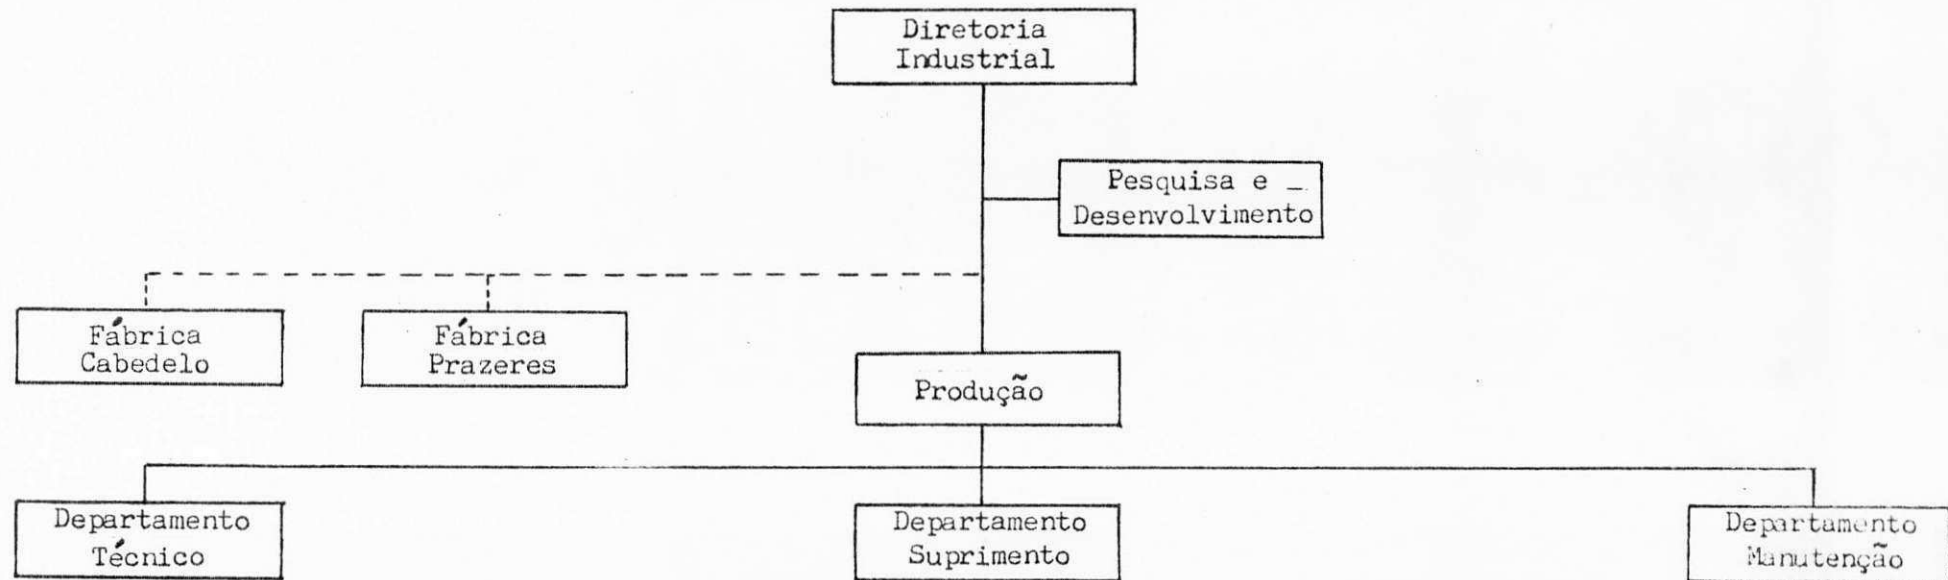 Diretoria
Industrial
Pesquisa e
Desenvolvimento
Fábrica
Cabedelo
Fábrica
Prazeres
Produção
Departamento
Técnico
Departamento
Suprimento
Departamento
Manutenção